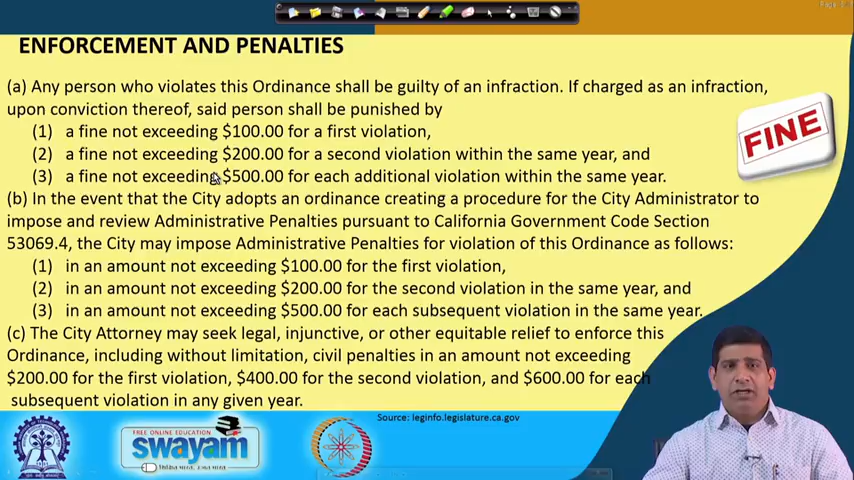 ENFORCEMENT AND PENALTIES
(a) Any person who violates this Ordinance shall be guilty of an infraction. If charged as an infraction,
upon conviction thereof, said person shall be punished by
(1) a fine not exceeding $100.00 for a first violation,
(2) a fine not exceeding $200.00 for a second violation within the same year, and
(3) a fine not exceeding $500.00 for each additional violation within the same year.
FINE
(b) In the event that the City adopts an ordinance creating a procedure for the City Administrator to
impose and review Administrative Penalties pursuant to California Government Code Section
53069.4, the City may impose Administrative Penalties for violation of this Ordinance as follows:
(1) in an amount not exceeding $100.00 for the first violation,
(2) in an amount not exceeding $200.00 for the second violation in the same year, and
(3) in an amount not exceeding $500.00 for each subsequent violation in the same year.
(c) The City Attorney may seek legal, injunctive, or other equitable relief to enforce this
Ordinance, including without limitation, civil penalties in an amount not exceeding
$200.00 for the first violation, $400.00 for the second violation, and $600.00 for each
subsequent violation in any given year.
Source: leginfo.legislature.ca.gov
FREE ONLINE EDUCATION
swayam